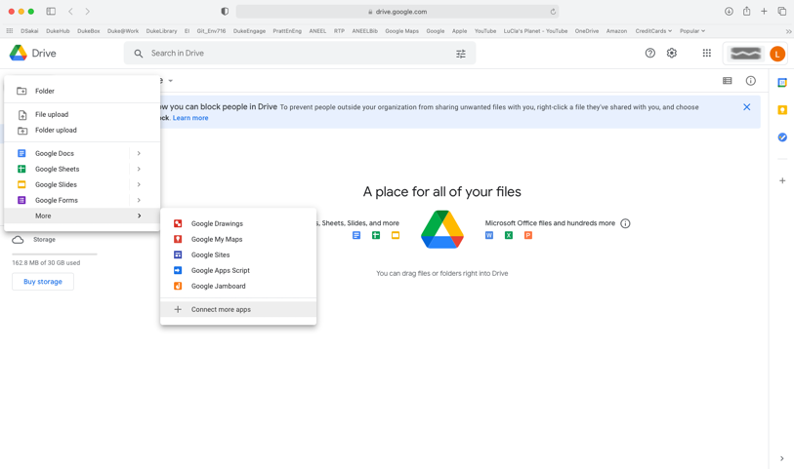 drive.google.com
DSakai DukeHub DukeBox Duke@Work DukeLibrary EI Git_Env716 DukeEngage PrattEnEng ANEEL RTP ANEELBib Google Maps Google Apple YouTube LuCia's Planet - YouTube OneDrive Amazon CreditCards Popular
Drive
Search in Drive
L
Folder
File upload
Folder upload
Google Docs
Google Sheets
Google Slides
Google Forms
More
ow you can block people in Drive To prevent people outside your organization from sharing unwanted files with you, right-click a file they've shared with you, and choose
ck. Learn more
A place for all of your files
s, Sheets, Slides, and more
Microsoft Office files and hundreds more
W X P
You can drag files or folders right into Drive
Google Drawings
Google My Maps
Google Sites
Google Apps Script
Google Jamboard
Connect more apps
Storage
162.8 MB of 30 GB used
Buy storage